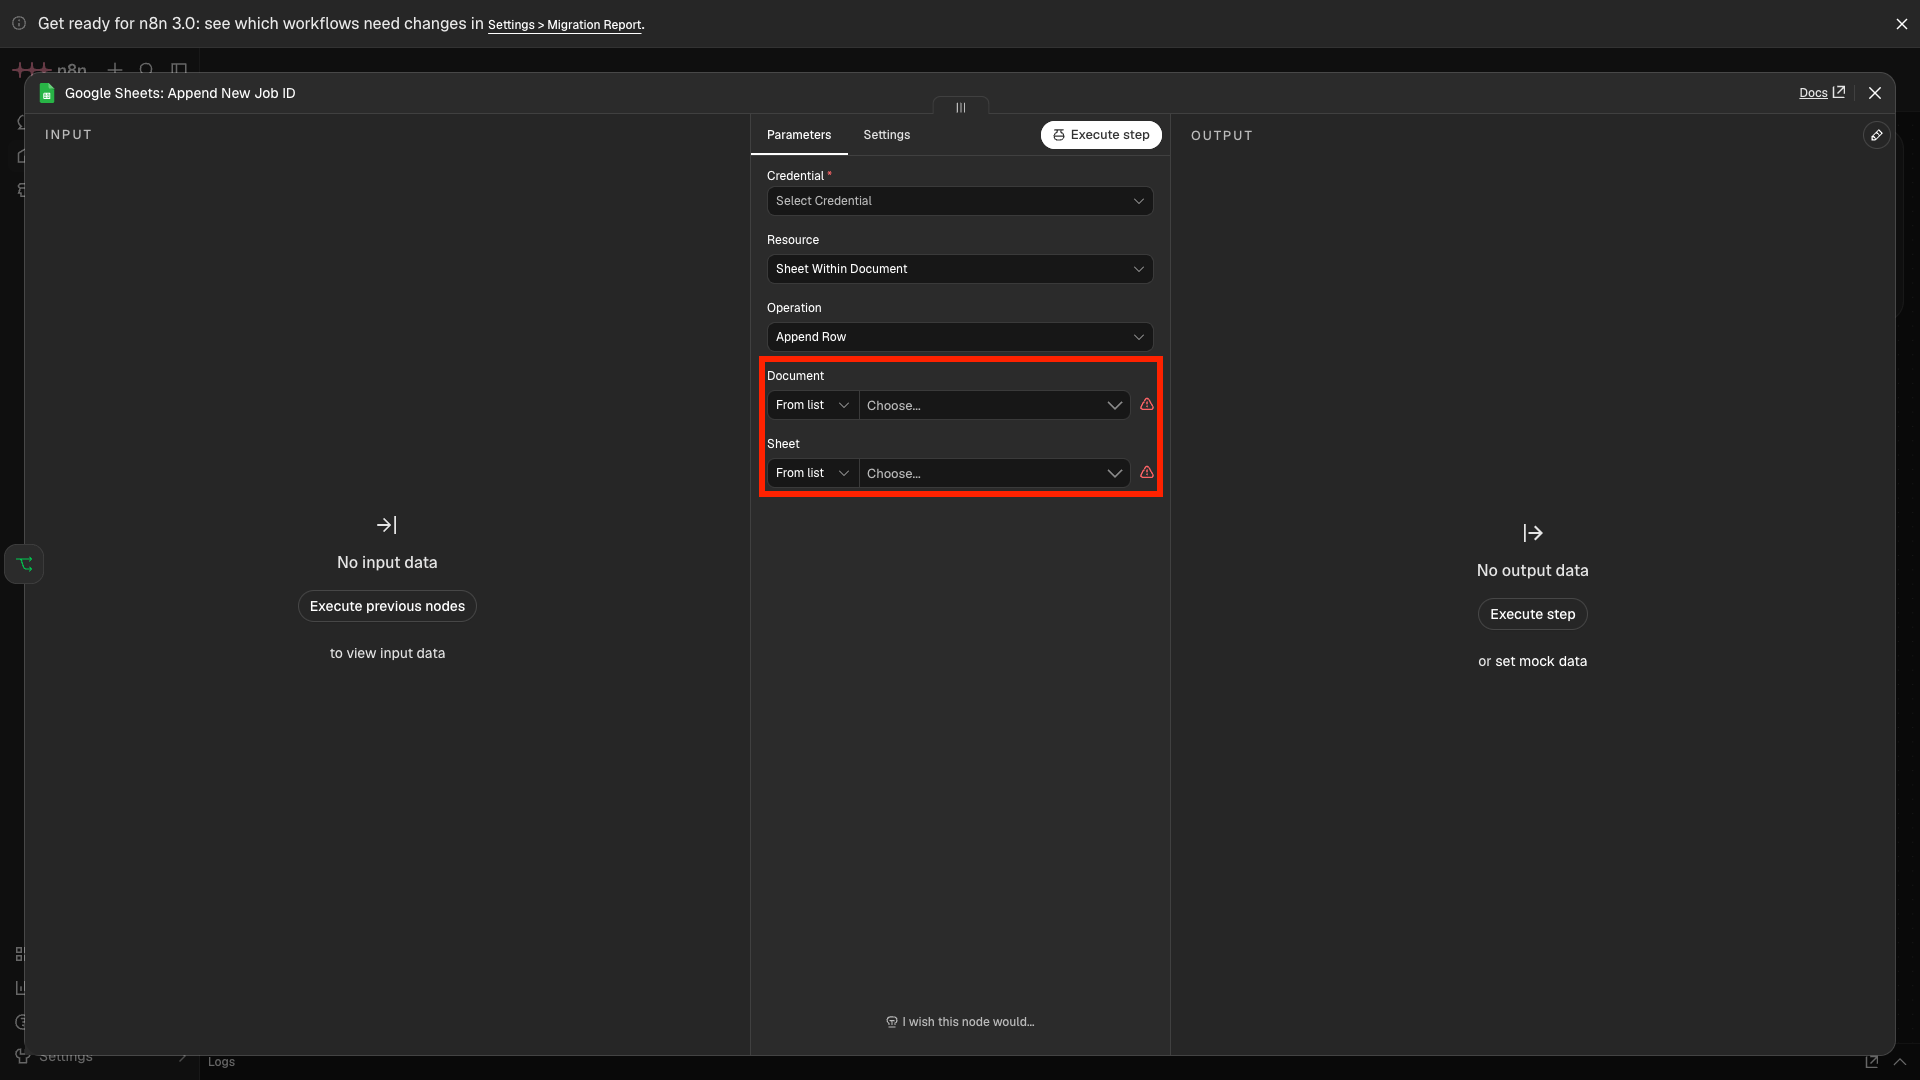 Get ready for n8n 3.0: see which workflows need changes in Settings > Migration Report.
n8n
Google Sheets: Append New Job ID
Docs
INPUT
Parameters
Settings
Execute step
OUTPUT
Credential *
Select Credential
Resource
Sheet Within Document
Operation
Append Row
Document
From list
Choose...
Sheet
From list
Choose...
No input data
Execute previous nodes
to view input data
No output data
Execute step
or set mock data
I wish this node would...
Settings
Logs